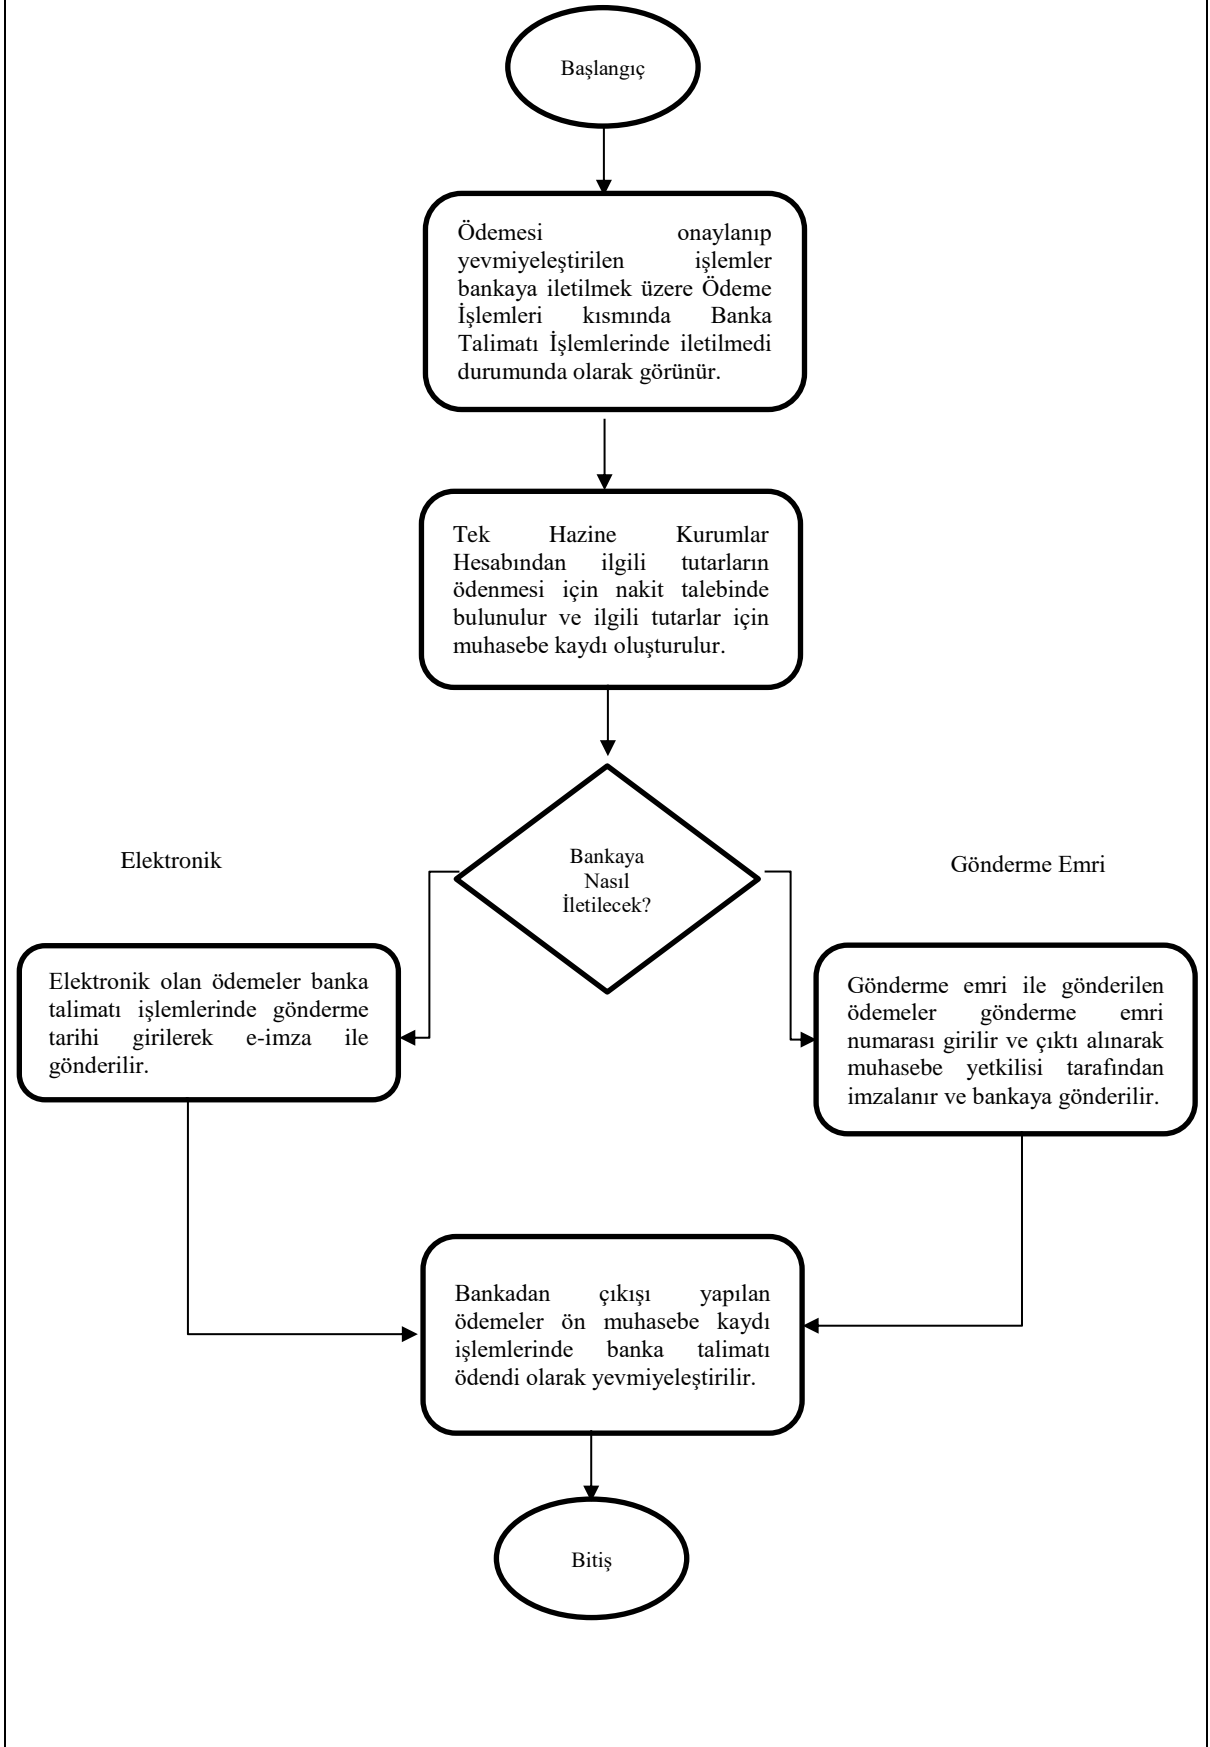 Başlangıç
Ödemesi onaylanıp
yevmiyeleştirilen işlemler
bankaya iletilmek üzere Ödeme
İşlemleri kısmında Banka
Talimatı İşlemlerinde iletilmedi
durumunda olarak görünür.
Tek Hazine Kurumlar
Hesabından ilgili tutarların
ödenmesi için nakit talebinde
bulunulur ve ilgili tutarlar için
muhasebe kaydı oluşturulur.
Bankaya
Nasıl
İletilecek?
Elektronik
Gönderme Emri
Elektronik olan ödemeler banka
talimatı işlemlerinde gönderme
tarihi girilerek e-imza ile
gönderilir.
Gönderme emri ile gönderilen
ödemeler gönderme emri
numarası girilir ve çıktı alınarak
muhasebe yetkilisi tarafından
imzalanır ve bankaya gönderilir.
Bankadan çıkışı yapılan
ödemeler ön muhasebe kaydı
işlemlerinde banka talimatı
ödendi olarak yevmiyeleştirilir.
Bitiş